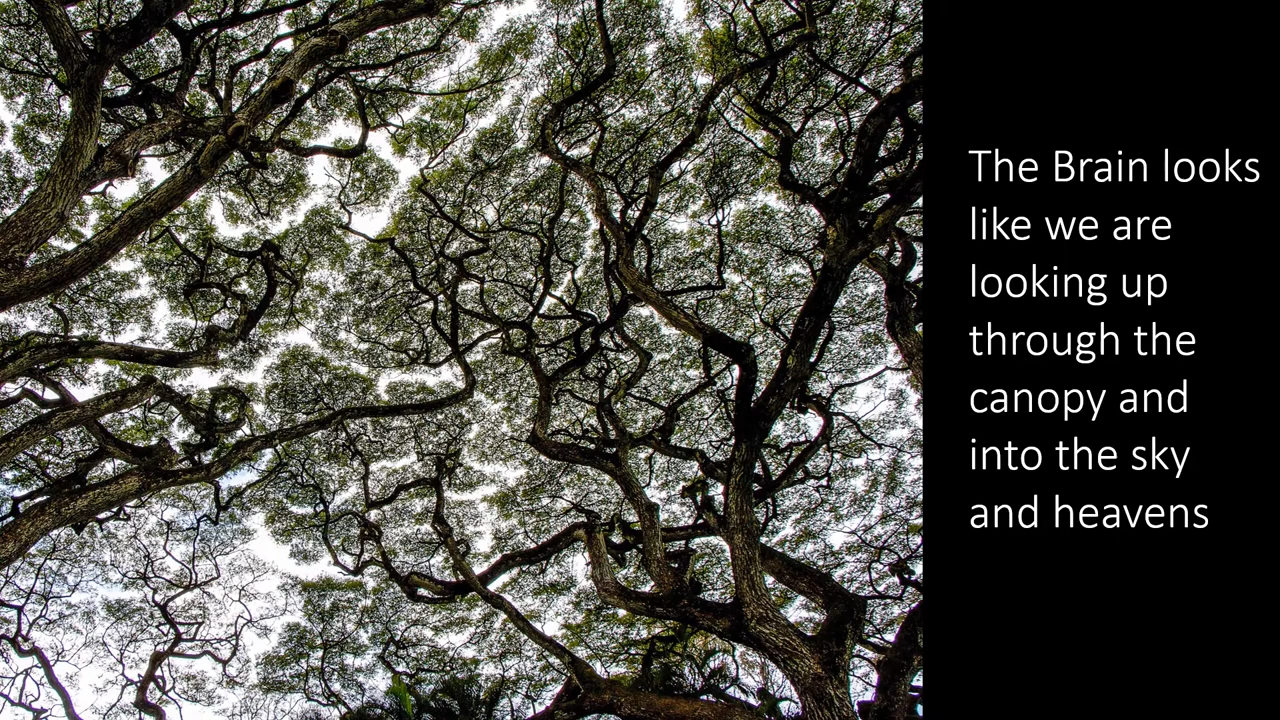 The Brain looks
like we are
looking up
through the
canopy and
into the sky
and heavens